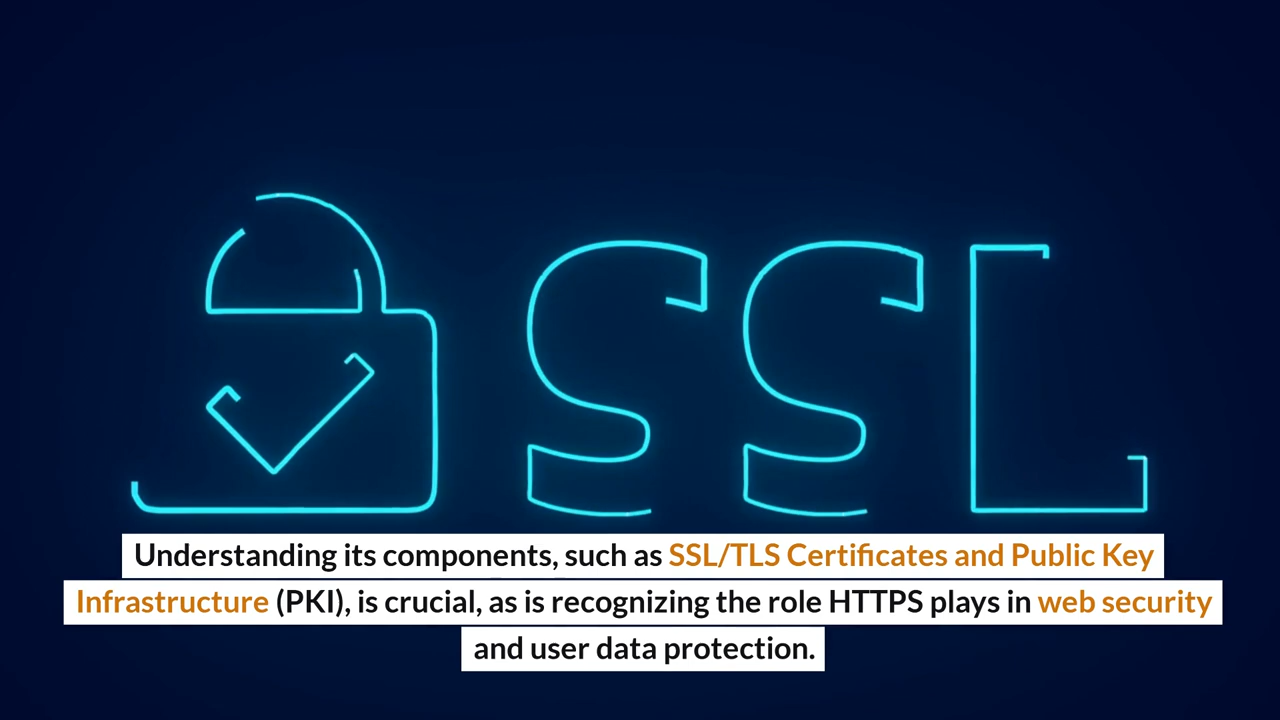 SSL
Understanding its components, such as SSL/TLS Certificates and Public Key
Infrastructure (PKI), is crucial, as is recognizing the role HTTPS plays in web security
and user data protection.